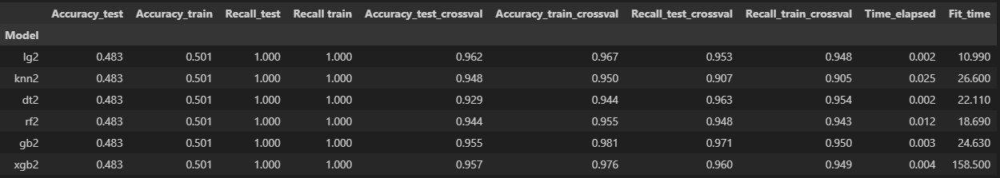 Accuracy_test Accuracy_train Recall_test Recall train Accuracy_test_crossval Accuracy_train_crossval Recall_test_crossval Recall_train_crossval Time_elapsed Fit_time
Model
lg2 0.483 0.501 1.000 1.000 0.962 0.967 0.953 0.948 0.002 10.990
knn2 0.483 0.501 1.000 1.000 0.948 0.950 0.907 0.905 0.025 26.600
dt2 0.483 0.501 1.000 1.000 0.929 0.944 0.963 0.954 0.002 22.110
rf2 0.483 0.501 1.000 1.000 0.944 0.955 0.948 0.943 0.012 18.690
gb2 0.483 0.501 1.000 1.000 0.955 0.981 0.971 0.950 0.003 24.630
xgb2 0.483 0.501 1.000 1.000 0.957 0.976 0.960 0.949 0.004 158.500